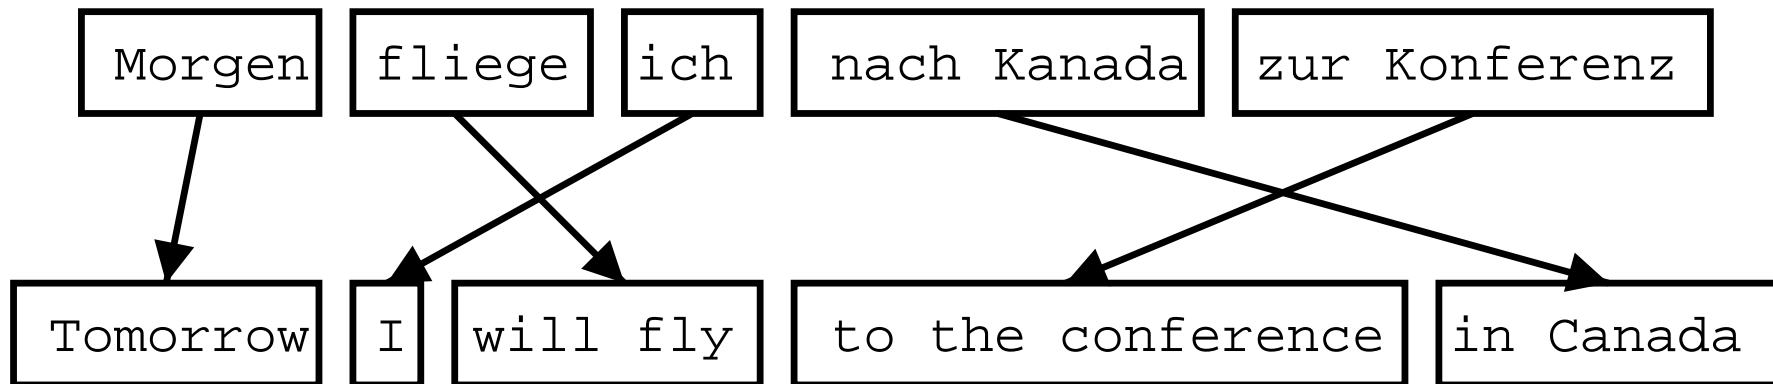 Morgen fliege ich nach Kanada zur Konferenz
Tomorrow I will fly to the conference in Canada